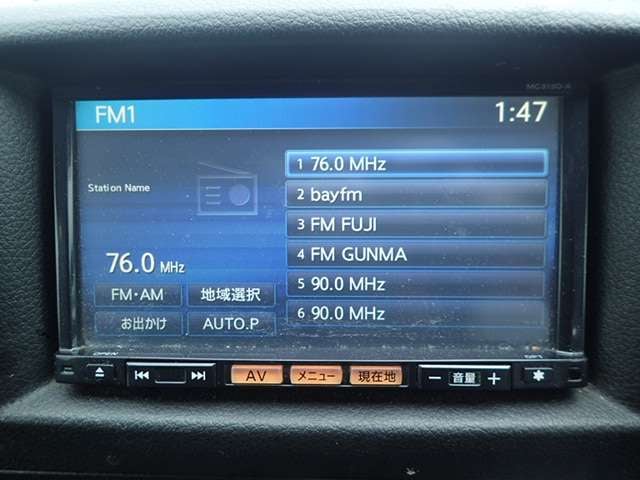 MC315D-A
FM1
1:47
Station Name
76.0 MHz
1 76.0 MHz
2 bayfm
3 FM FUJI
4 FM GUNMA
5 90.0 MHz
6 90.0 MHz
FM・AM
地域選択
お出かけ
AUTO.P
OPEN
AV
メニュー
現在地
− 音量 +